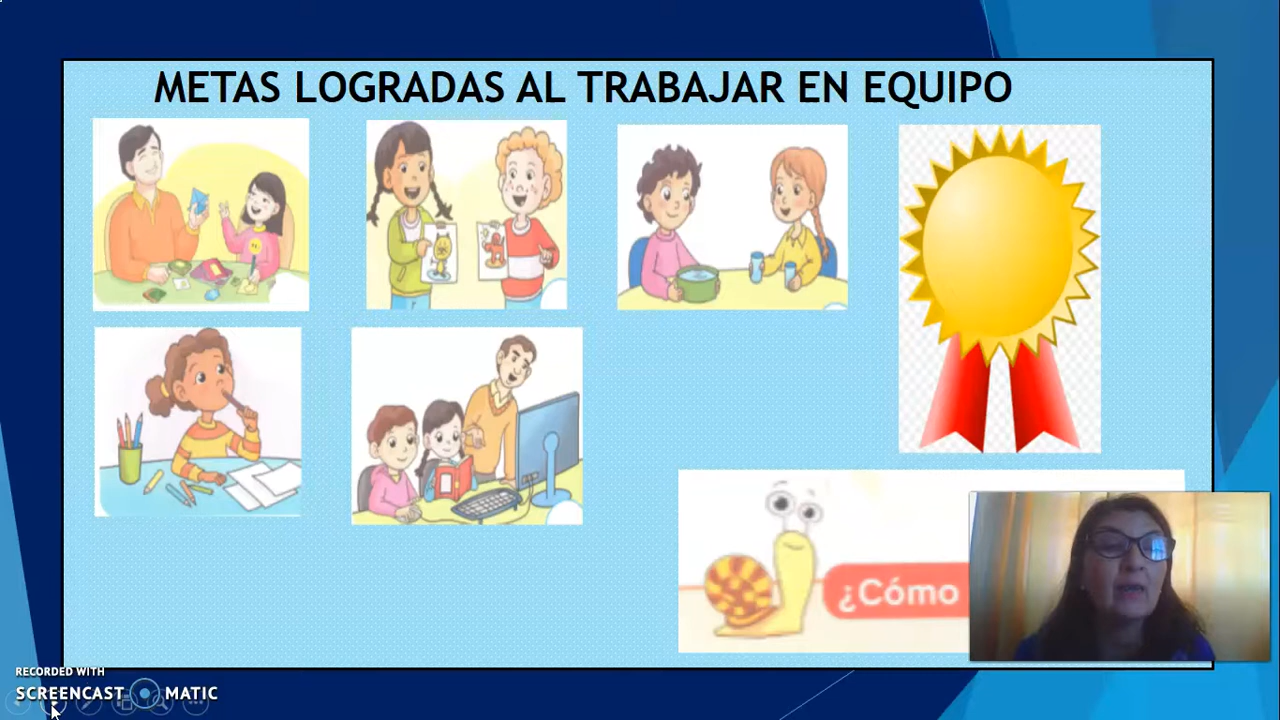 METAS LOGRADAS AL TRABAJAR EN EQUIPO
¿Cómo
RECORDED WITH
SCREENCAST MATIC